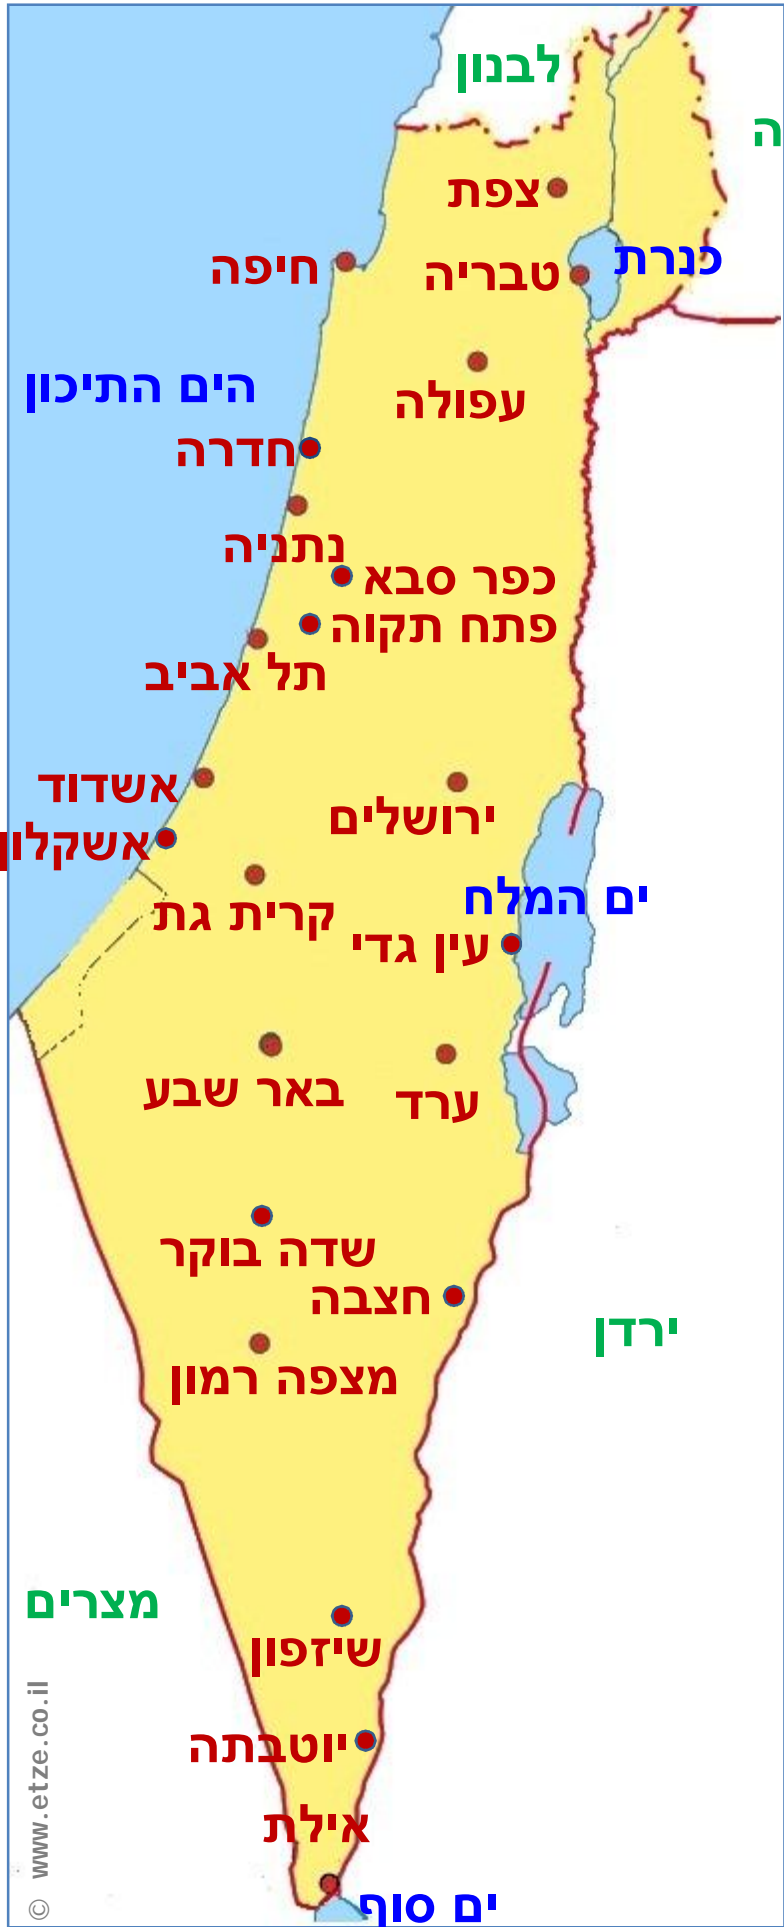 לבנון
ה
צפת
כנרת
טבריה
חיפה
הים התיכון
עפולה
חדרה
נתניה
כפר סבא
פתח תקוה
תל אביב
אשדוד
ירושלים
אשקלון
ים המלח
קרית גת
עין גדי
באר שבע
ערד
שדה בוקר
חצבה
ירדן
מצפה רמון
מצרים
שיזפון
יוטבתה
אילת
ים סוף
© www.etze.co.il